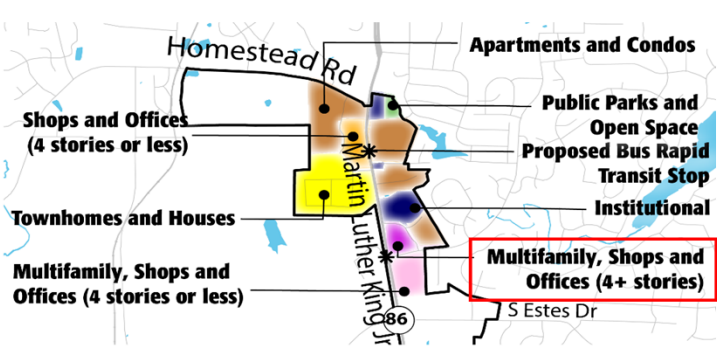 Homestead Rd
Apartments and Condos
Shops and Offices
(4 stories or less)
Public Parks and
Open Space
Proposed Bus Rapid
Transit Stop
Martin Luther King Jr
Townhomes and Houses
Institutional
Multifamily, Shops and
Offices (4+ stories)
Multifamily, Shops and
Offices (4 stories or less)
S Estes Dr
86